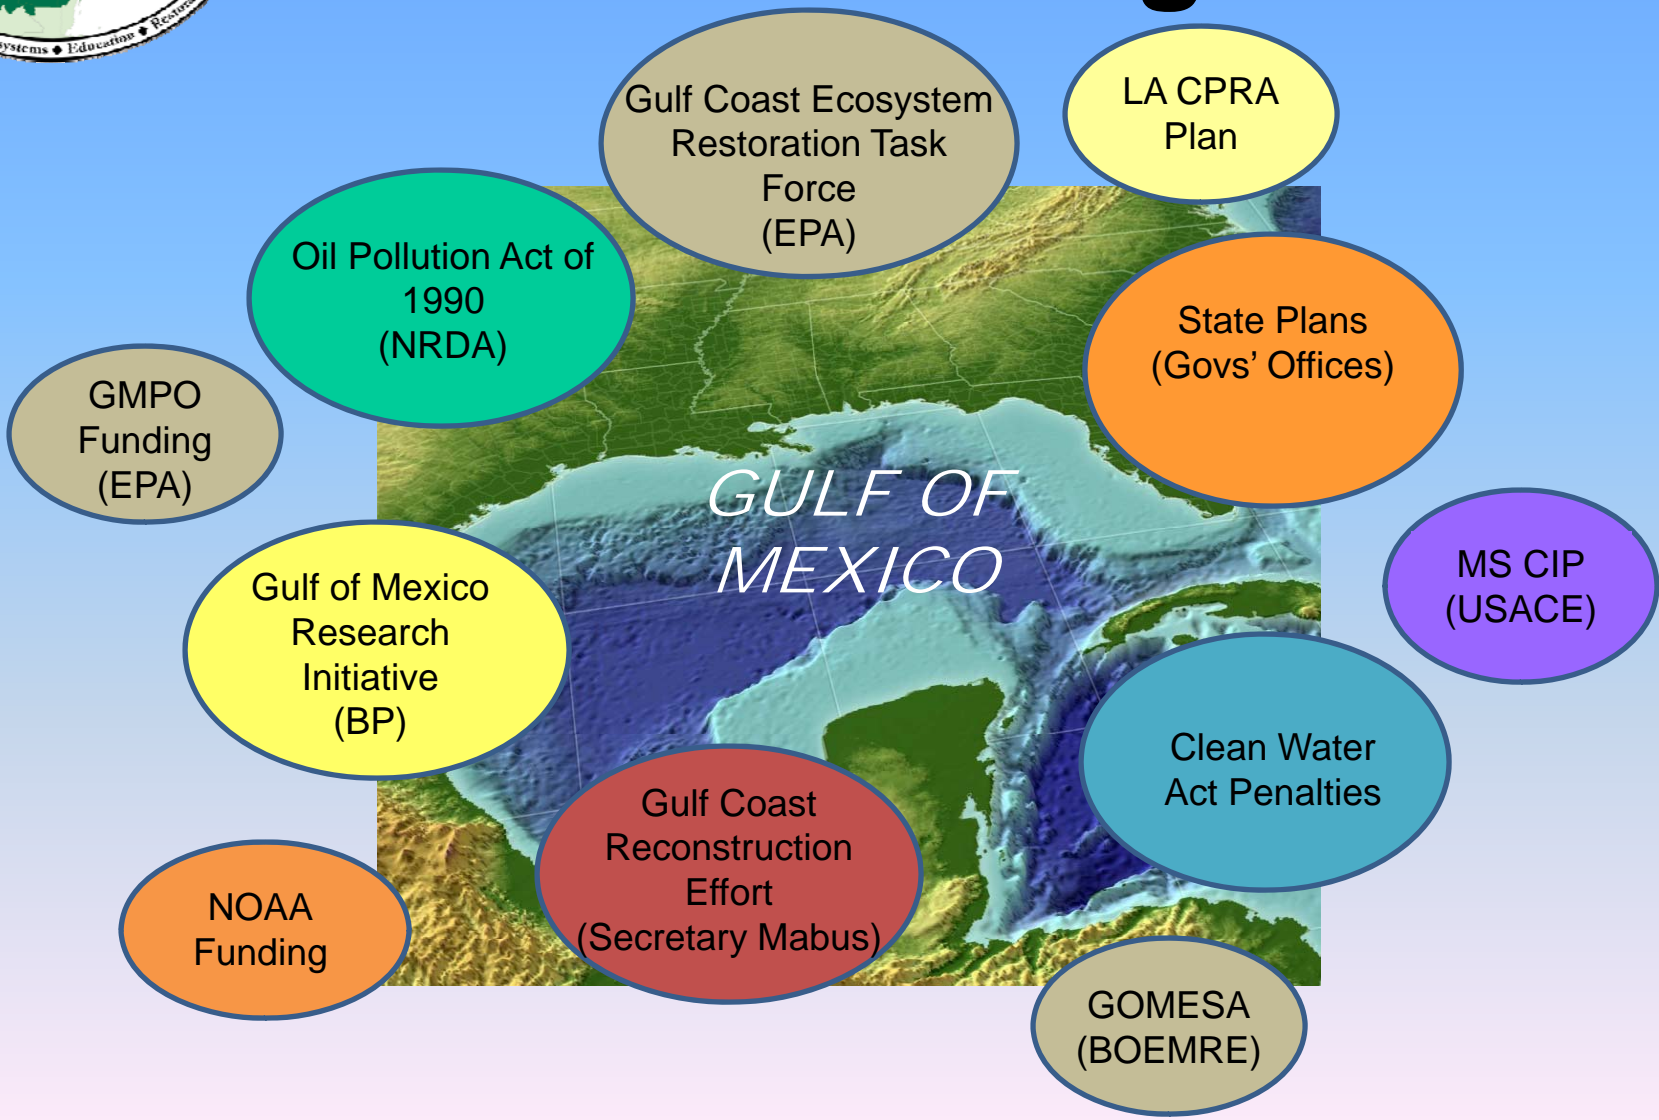 ystems ◆ Education ◆
Gulf Coast Ecosystem
Restoration Task
Force
(EPA)
LA CPRA
Plan
Oil Pollution Act of
1990
(NRDA)
State Plans
(Govs’ Offices)
GMPO
Funding
(EPA)
GULF OF
MEXICO
MS CIP
(USACE)
Gulf of Mexico
Research
Initiative
(BP)
Clean Water
Act Penalties
Gulf Coast
Reconstruction
Effort
(Secretary Mabus)
NOAA
Funding
GOMESA
(BOEMRE)